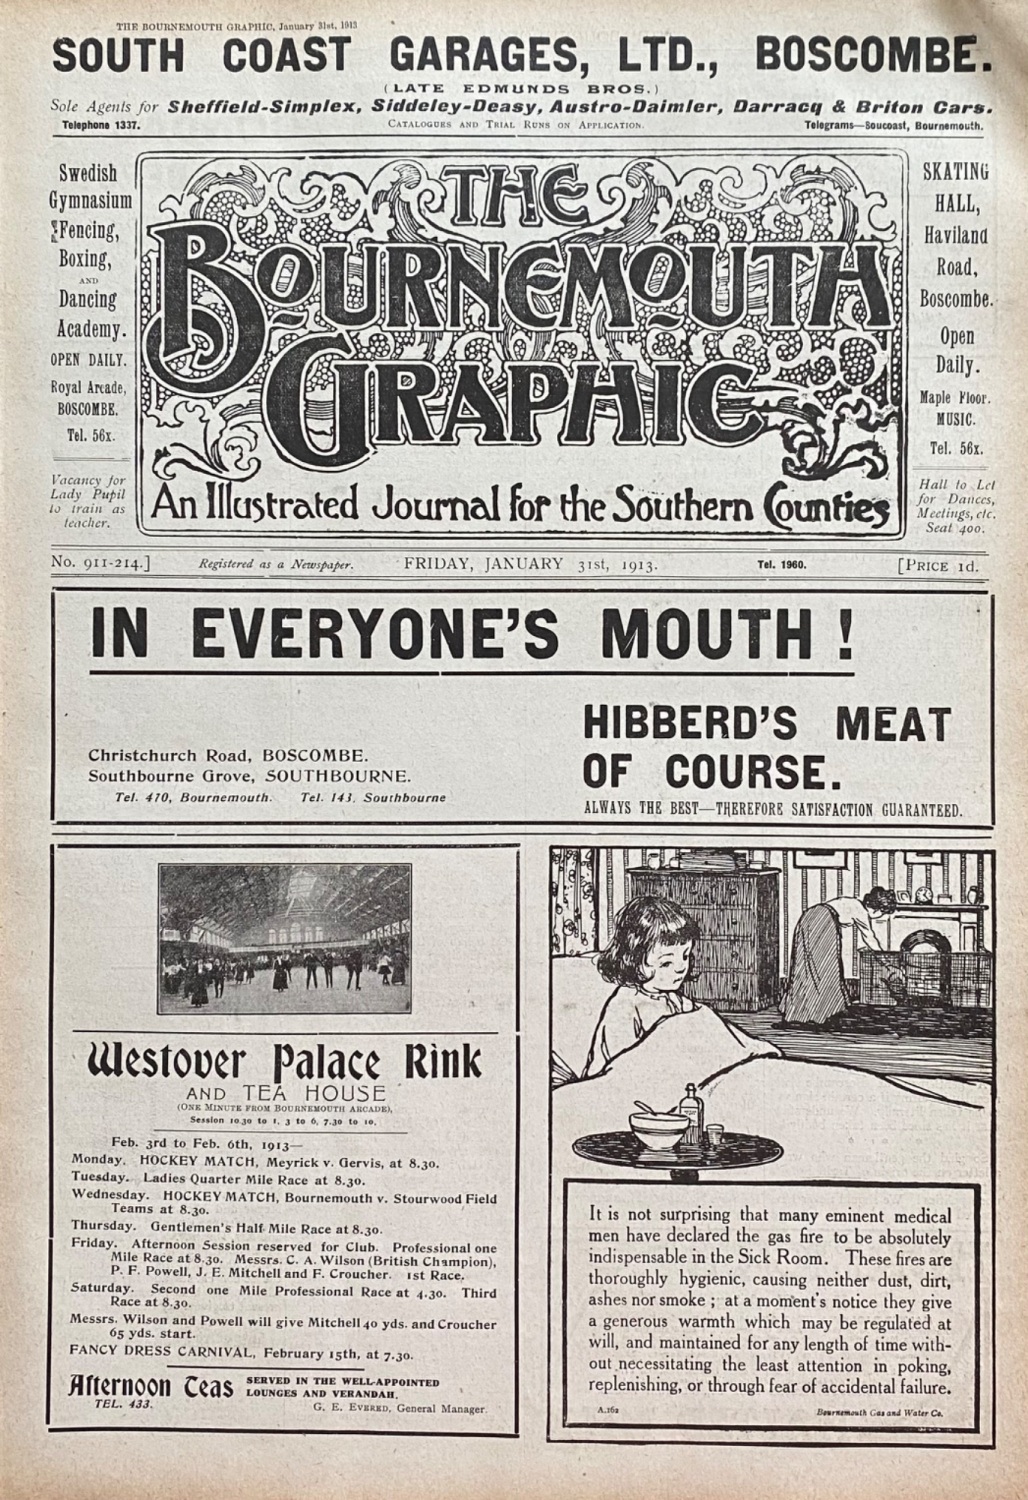 THE BOURNEMOUTH GRAPHIC, January 31st, 1913
SOUTH COAST GARAGES, LTD., BOSCOMBE.
(LATE EDMUNDS BROS.)
Sole Agents for Sheffield-Simplex, Siddeley-Deasy, Austro-Daimler, Darracq & Briton Cars.
Telephone 1337. CATALOGUES AND TRIAL RUNS ON APPLICATION. Telegrams—Soucoast, Bournemouth.
Swedish
Gymnasium
Fencing,
Boxing,
AND
Dancing
Academy.
OPEN DAILY.
Royal Arcade,
BOSCOMBE.
Tel. 56x.
Vacancy for
Lady Pupil
to train as
teacher.
THE
BOURNEMOUTH
GRAPHIC
An Illustrated Journal for the Southern Counties
SKATING
HALL,
Haviland
Road,
Boscombe.
Open
Daily.
Maple Floor.
MUSIC.
Tel. 56x.
Hall to Let
for Dances,
Meetings, etc.
Seat 400.
No. 911-214.] Registered as a Newspaper. FRIDAY, JANUARY 31ST, 1913. Tel. 1960. [PRICE 1d.
IN EVERYONE'S MOUTH !
HIBBERD'S MEAT
OF COURSE.
ALWAYS THE BEST—THEREFORE SATISFACTION GUARANTEED.
Christchurch Road, BOSCOMBE.
Southbourne Grove, SOUTHBOURNE.
Tel. 470, Bournemouth. Tel. 143, Southbourne
Westover Palace Rink
AND TEA HOUSE
(ONE MINUTE FROM BOURNEMOUTH ARCADE),
Session 10.30 to 1, 3 to 6, 7.30 to 10.
Feb. 3rd to Feb. 6th, 1913—
Monday. HOCKEY MATCH, Meyrick v. Gervis, at 8.30.
Tuesday. Ladies Quarter Mile Race at 8.30.
Wednesday. HOCKEY MATCH, Bournemouth v. Stourwood Field
Teams at 8.30.
Thursday. Gentlemen's Half Mile Race at 8.30.
Friday. Afternoon Session reserved for Club. Professional one
Mile Race at 8.30. Messrs. C. A. Wilson (British Champion),
P. F. Powell, J. E. Mitchell and F. Croucher. 1st Race.
Saturday. Second one Mile Professional Race at 4.30. Third
Race at 8.30.
Messrs. Wilson and Powell will give Mitchell 40 yds. and Croucher
65 yds. start.
FANCY DRESS CARNIVAL, February 15th, at 7.30.
Afternoon Teas SERVED IN THE WELL-APPOINTED
LOUNGES AND VERANDAH.
TEL. 433. G. E. EVERED, General Manager.
It is not surprising that many eminent medical
men have declared the gas fire to be absolutely
indispensable in the Sick Room. These fires are
thoroughly hygienic, causing neither dust, dirt,
ashes nor smoke ; at a moment's notice they give
a generous warmth which may be regulated at
will, and maintained for any length of time with-
out necessitating the least attention in poking,
replenishing, or through fear of accidental failure.
A.162 Bournemouth Gas and Water Co.